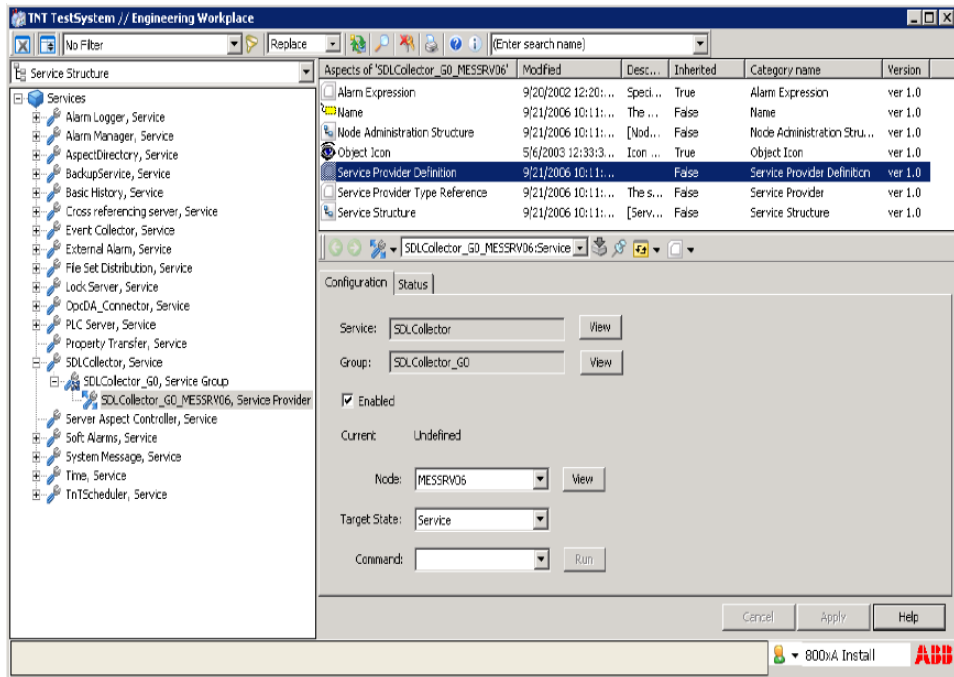 TNT TestSystem // Engineering Workplace
No Filter
Replace
(Enter search name)
Service Structure
Services
Alarm Logger, Service
Alarm Manager, Service
AspectDirectory, Service
BackupService, Service
Basic History, Service
Cross referencing server, Service
Event Collector, Service
External Alarm, Service
File Set Distribution, Service
Lock Server, Service
OpcDA_Connector, Service
PLC Server, Service
Property Transfer, Service
SDLCollector, Service
SDLCollector_G0, Service Group
SDLCollector_G0_MESSRV06, Service Provider
Server Aspect Controller, Service
Soft Alarms, Service
System Message, Service
Time, Service
TnTScheduler, Service
Aspects of 'SDLCollector_G0_MESSRV06' Modified Desc... Inherited Category name Version
Alarm Expression 9/20/2002 12:20:... Speci... True Alarm Expression ver 1.0
Name 9/21/2006 10:11:... The ... False Name ver 1.0
Node Administration Structure 9/21/2006 10:11:... [Nod... False Node Administration Stru... ver 1.0
Object Icon 5/6/2003 12:33:3... Icon ... True Object Icon ver 1.0
Service Provider Definition 9/21/2006 10:11:... False Service Provider Definition ver 1.0
Service Provider Type Reference 9/21/2006 10:11:... The s... False Service Provider ver 1.0
Service Structure 9/21/2006 10:11:... [Serv... False Service Structure ver 1.0
SDLCollector_G0_MESSRV06:Service
Configuration Status
Service: SDLCollector View
Group: SDLCollector_G0 View
Enabled
Current Undefined
Node: MESSRV06 View
Target State: Service
Command: Run
Cancel Apply Help
800xA Install ABB